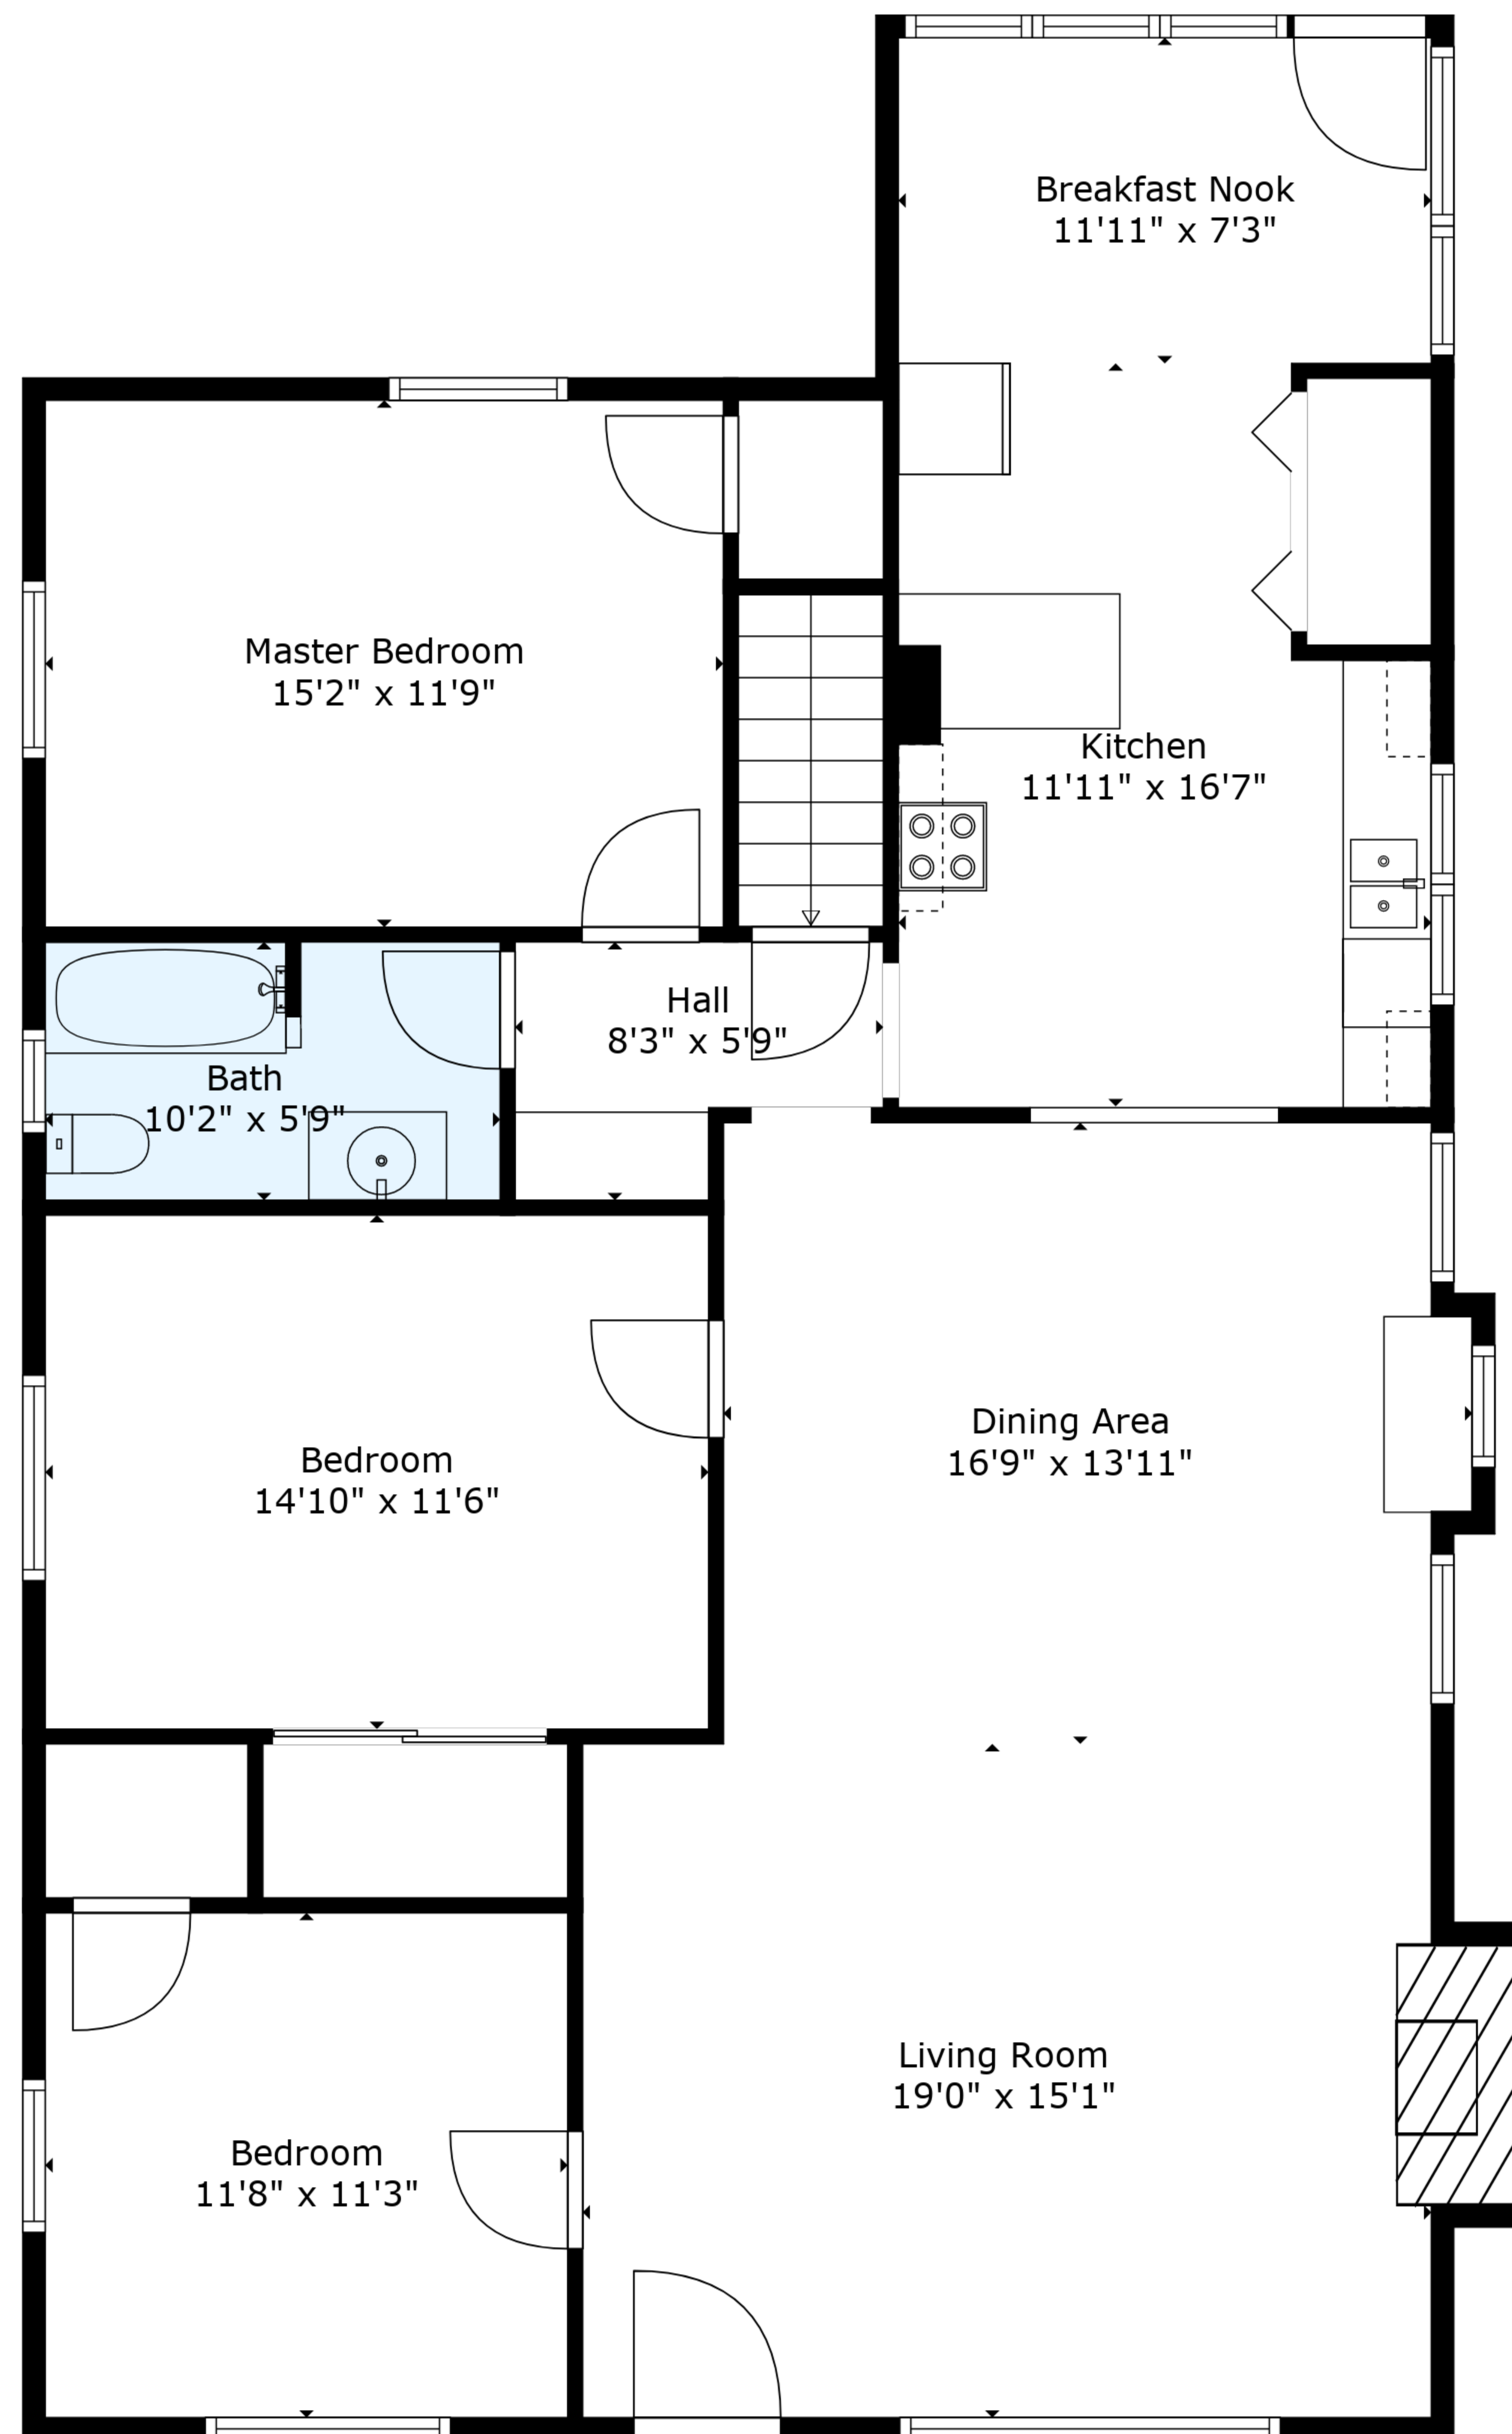 Breakfast Nook
11'11" x 7'3"
Master Bedroom
15'2" x 11'9"
Kitchen
11'11" x 16'7"
Hall
8'3" x 5'9"
Bath
10'2" x 5'9"
Dining Area
16'9" x 13'11"
Bedroom
14'10" x 11'6"
Living Room
19'0" x 15'1"
Bedroom
11'8" x 11'3"